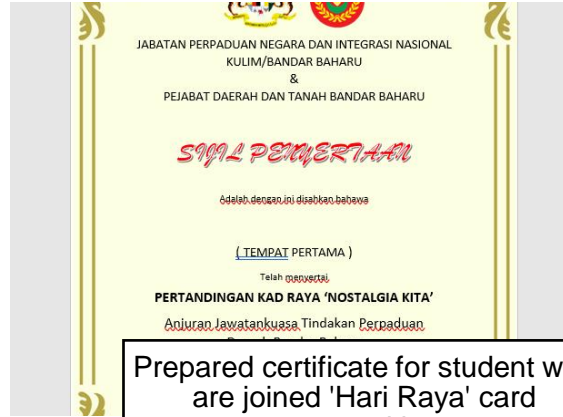 JABATAN PERPADUAN NEGARA DAN INTEGRASI NASIONAL
KULIM/BANDAR BAHARU
&
PEJABAT DAERAH DAN TANAH BANDAR BAHARU
SIJIL PENYERTAAN
Adalah dengan ini disahkan bahawa
( TEMPAT PERTAMA )
Telah menyertai
PERTANDINGAN KAD RAYA ‘NOSTALGIA KITA’
Anjuran Jawatankuasa Tindakan Perpaduan
Prepared certificate for student w
are joined 'Hari Raya' card